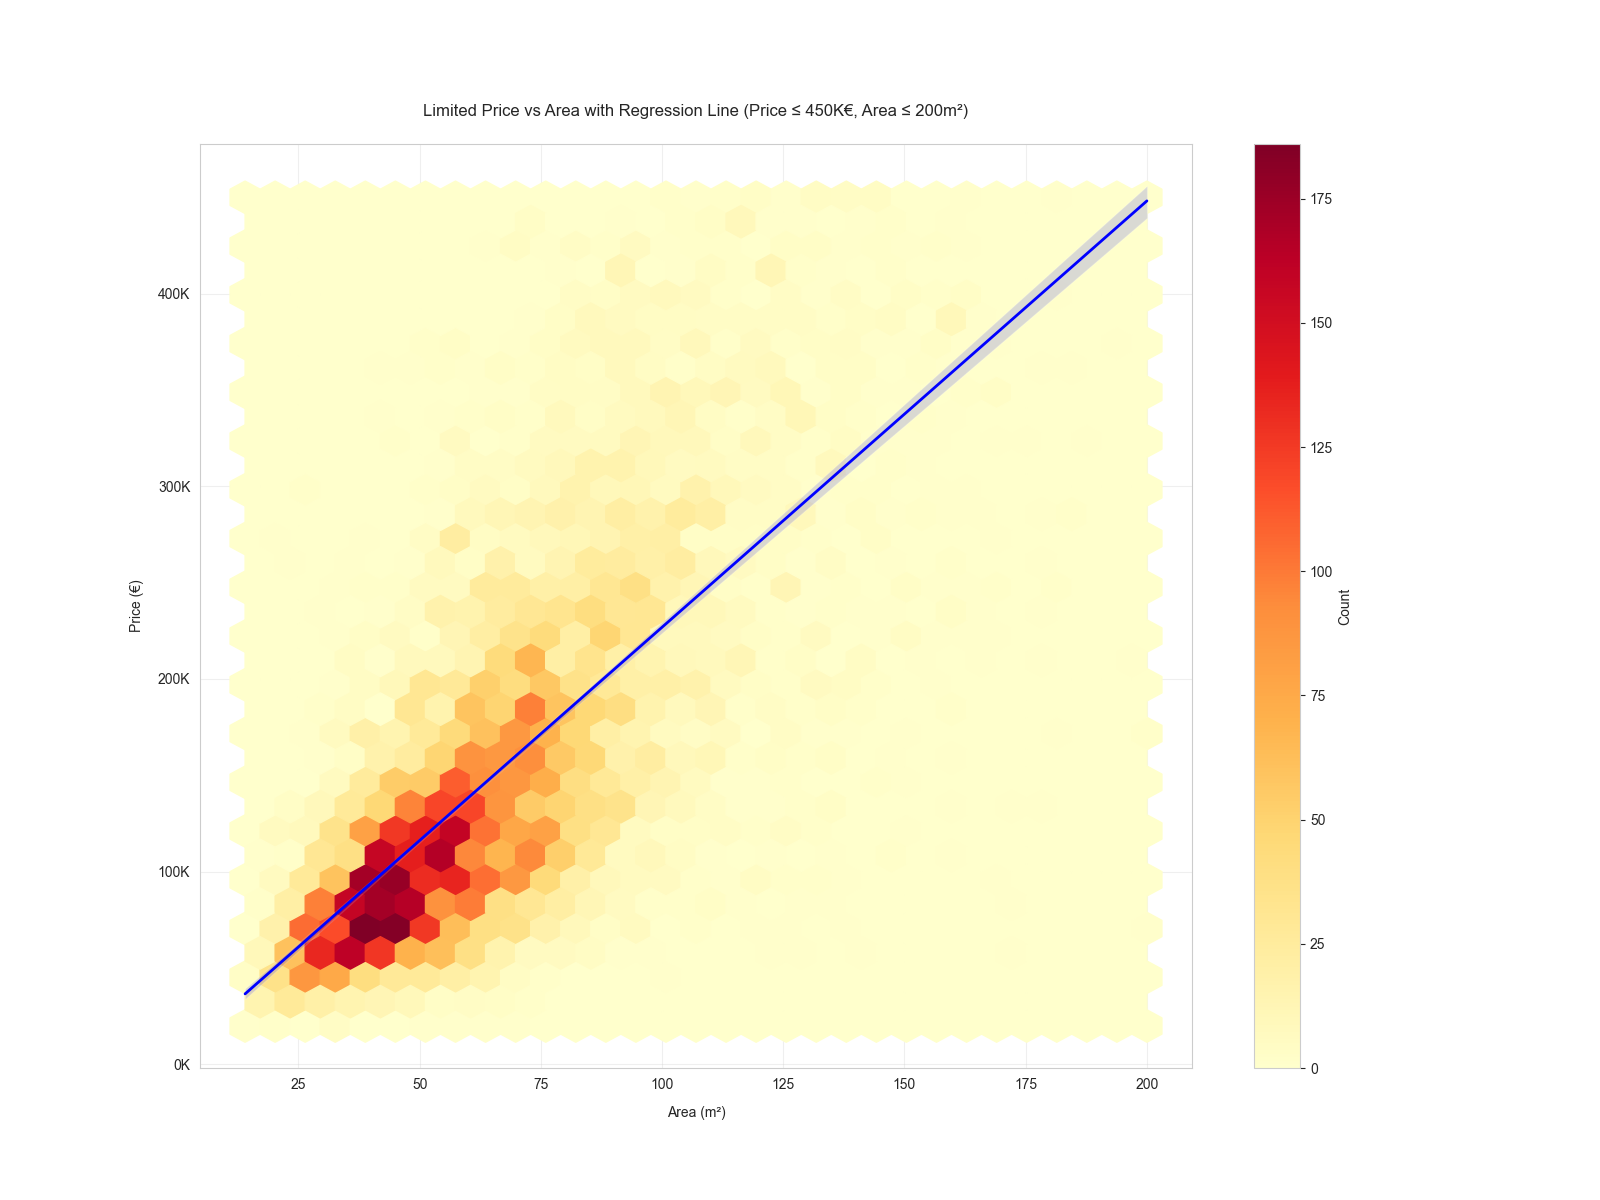 Limited Price vs Area with Regression Line (Price ≤ 450K€, Area ≤ 200m²)
Price (€)
400K
300K
200K
100K
0K
25 50 75 100 125 150 175 200
Area (m²)
175
150
125
100
75
50
25
0
Count